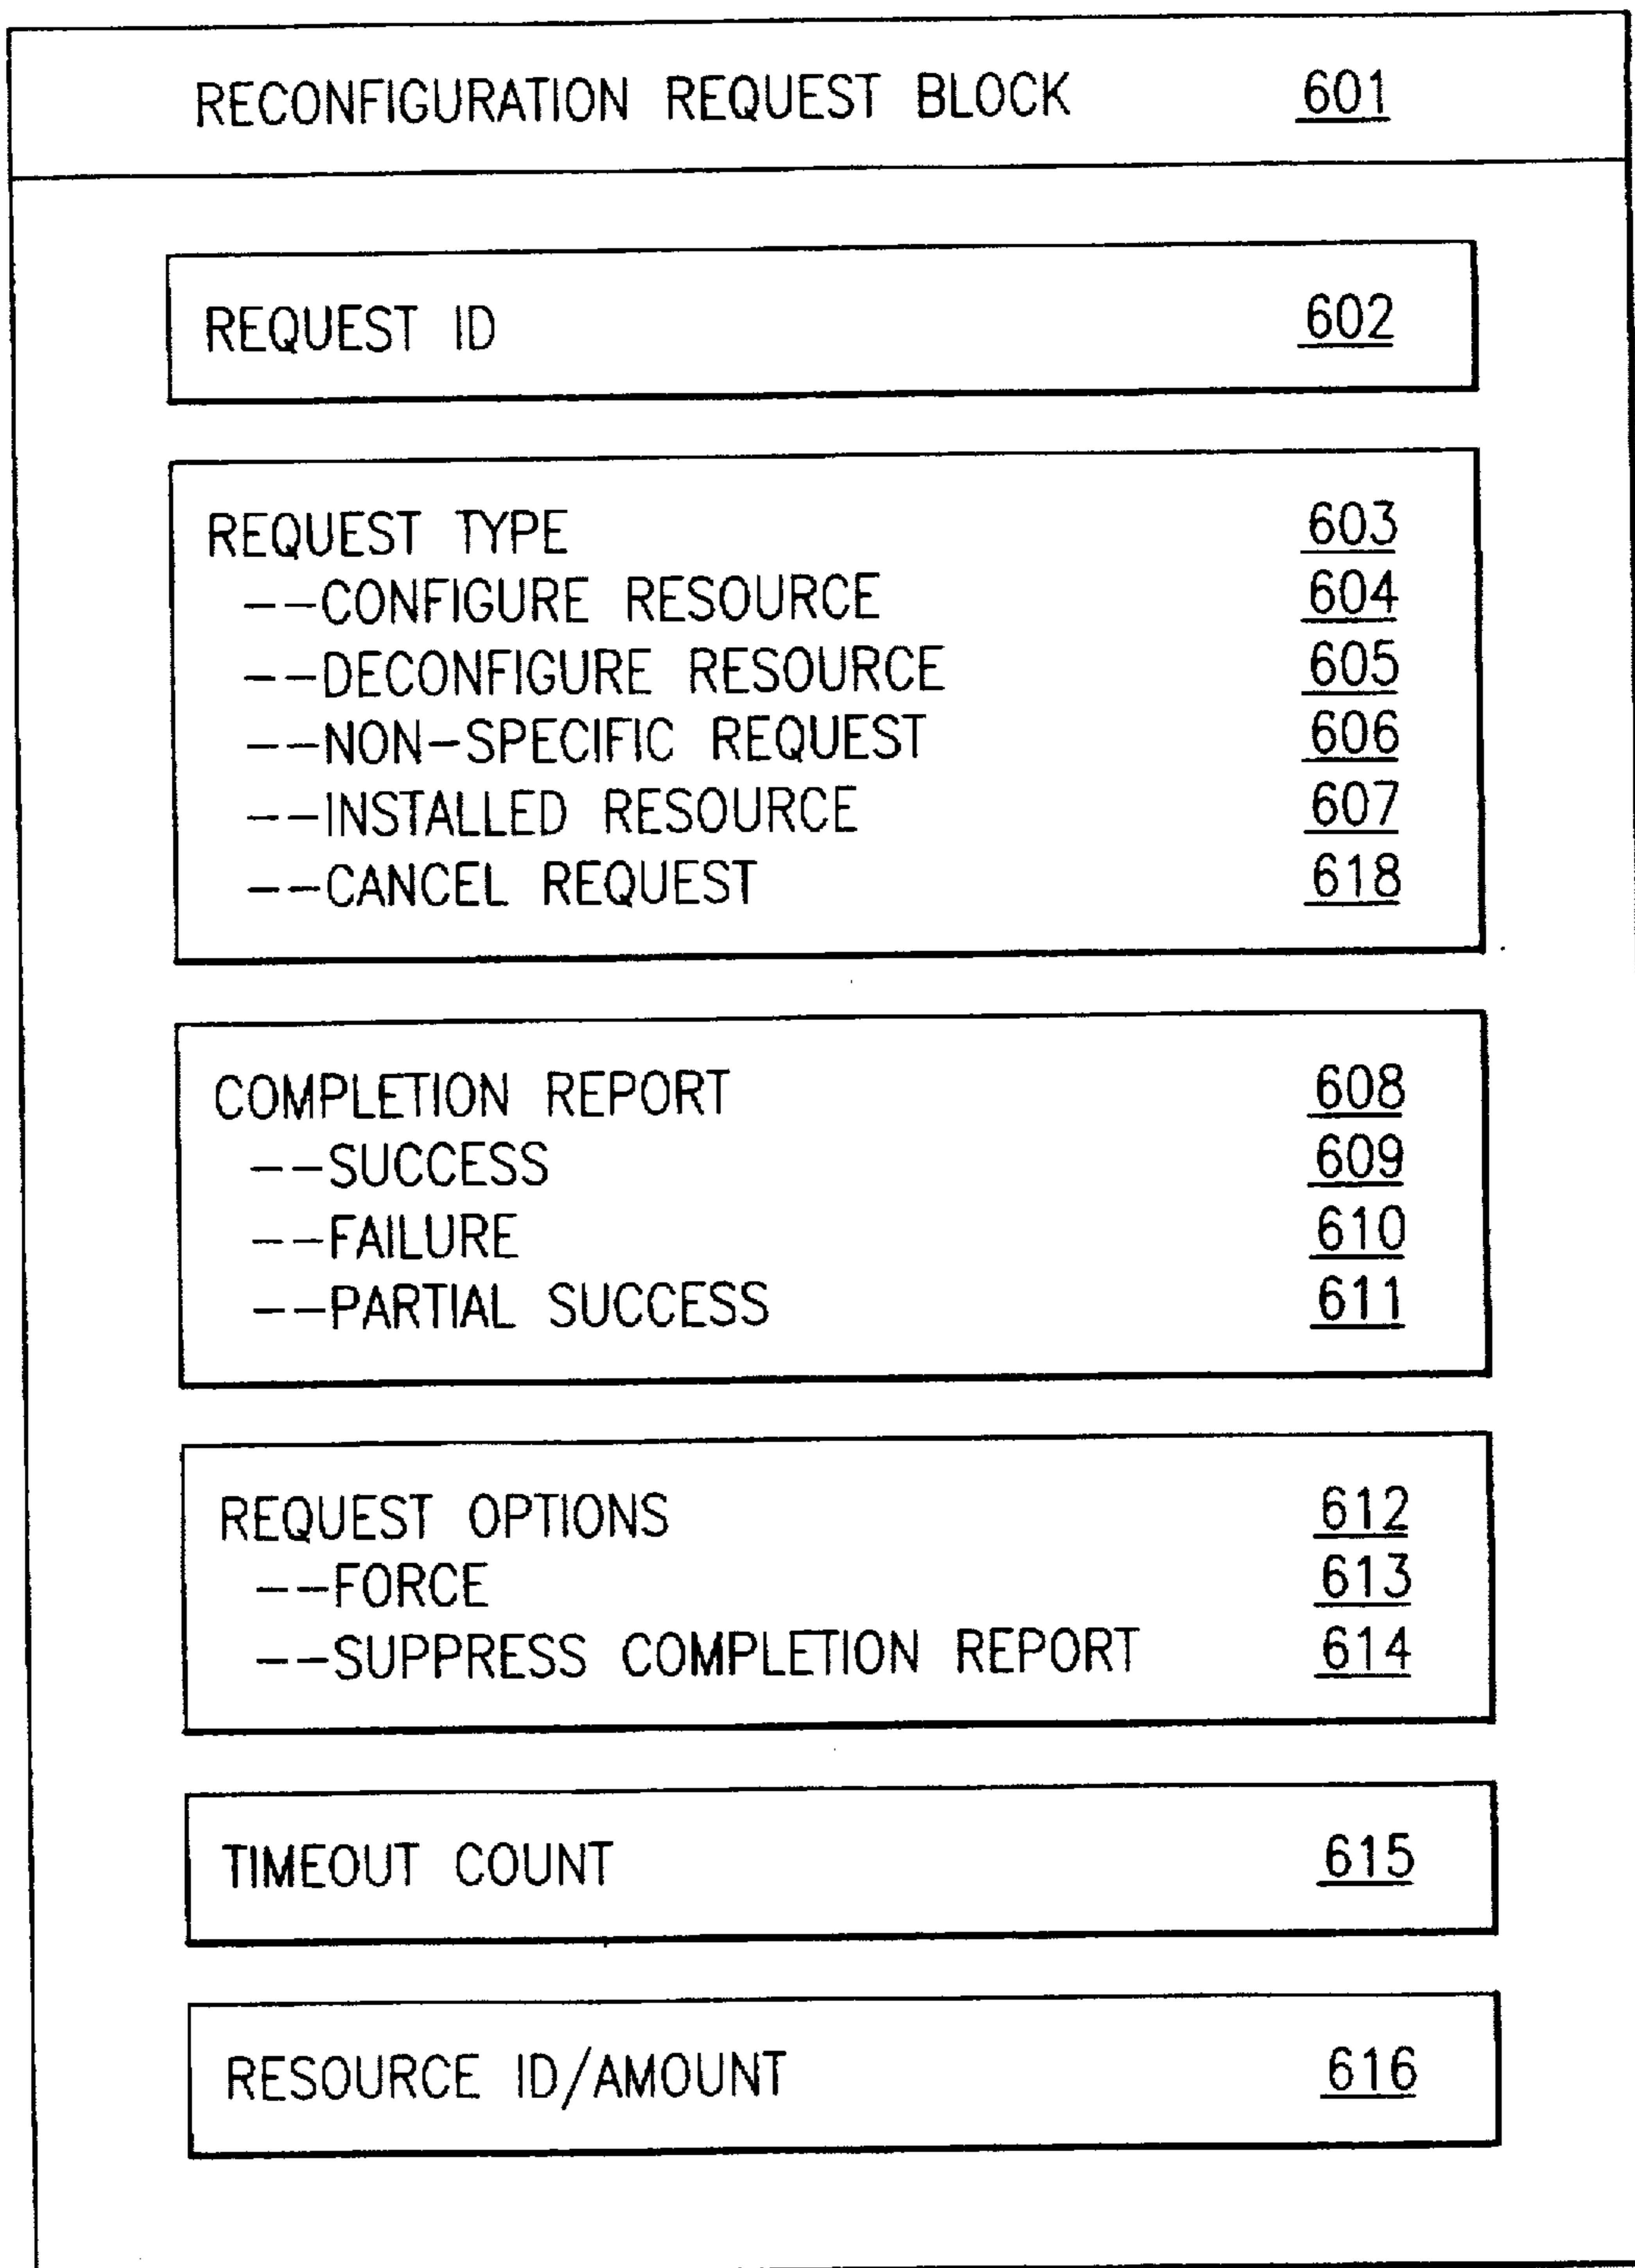 RECONFIGURATION REQUEST BLOCK 601
REQUEST ID 602
REQUEST TYPE 603
--CONFIGURE RESOURCE 604
--DECONFIGURE RESOURCE 605
--NON-SPECIFIC REQUEST 606
--INSTALLED RESOURCE 607
--CANCEL REQUEST 618
COMPLETION REPORT 608
--SUCCESS 609
--FAILURE 610
--PARTIAL SUCCESS 611
REQUEST OPTIONS 612
--FORCE 613
--SUPPRESS COMPLETION REPORT 614
TIMEOUT COUNT 615
RESOURCE ID/AMOUNT 616